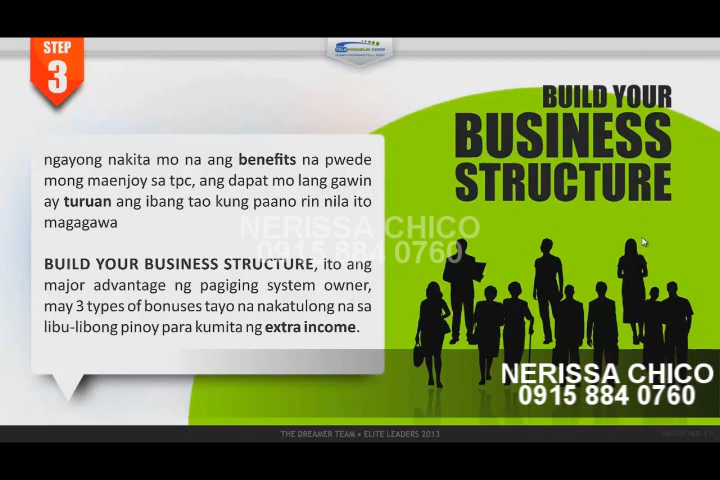 STEP
3
BUILD YOUR
BUSINESS
STRUCTURE
ngayong nakita mo na ang benefits na pwede
mong maenjoy sa tpc, ang dapat mo lang gawin
ay turuan ang ibang tao kung paano rin nila ito
magagawa
BUILD YOUR BUSINESS STRUCTURE, ito ang
major advantage ng pagiging system owner,
may 3 types of bonuses tayo na nakatulong na sa
libu-libong pinoy para kumita ng extra income.
NERISSA CHICO
0915 884 0760
NERISSA CHICO
0915 884 0760
THE DREAMER TEAM • ELITE LEADERS 2013